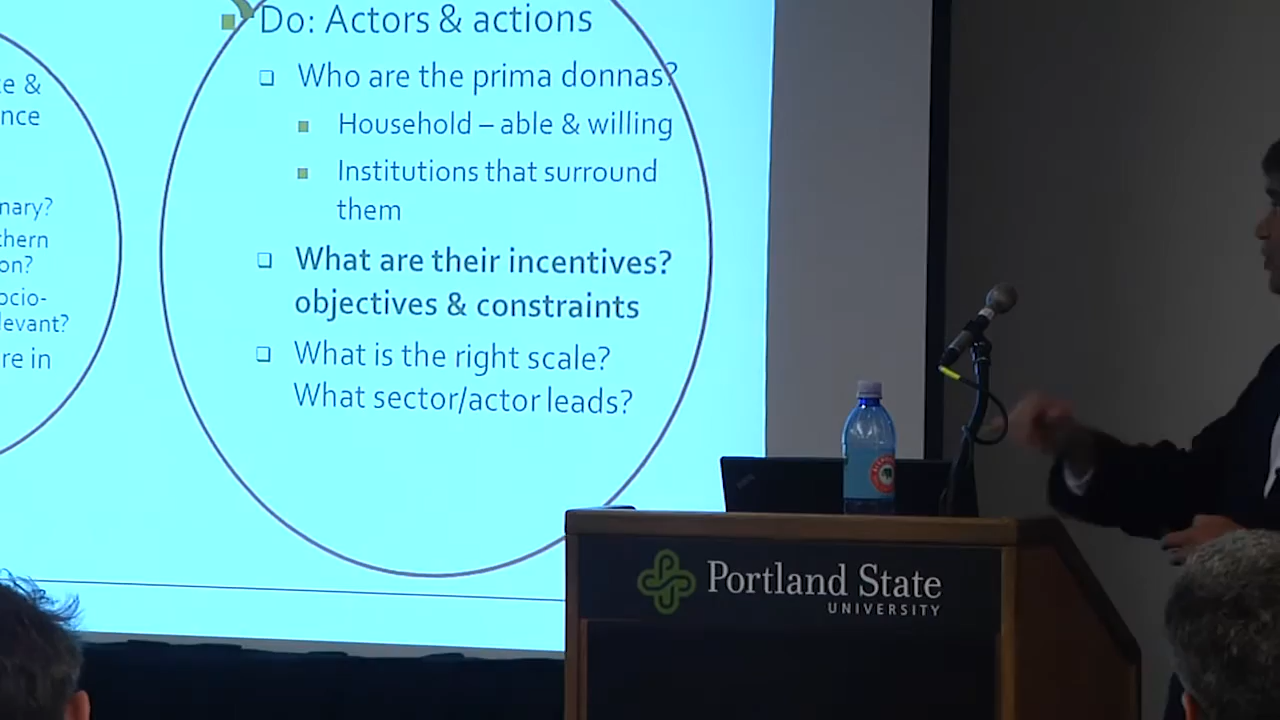 Do: Actors & actions
Who are the prima donnas?
Household – able & willing
Institutions that surround
them
What are their incentives?
objectives & constraints
What is the right scale?
What sector/actor leads?
&
nary?
on?
ocio-
levant?
re in
Portland State
UNIVERSITY